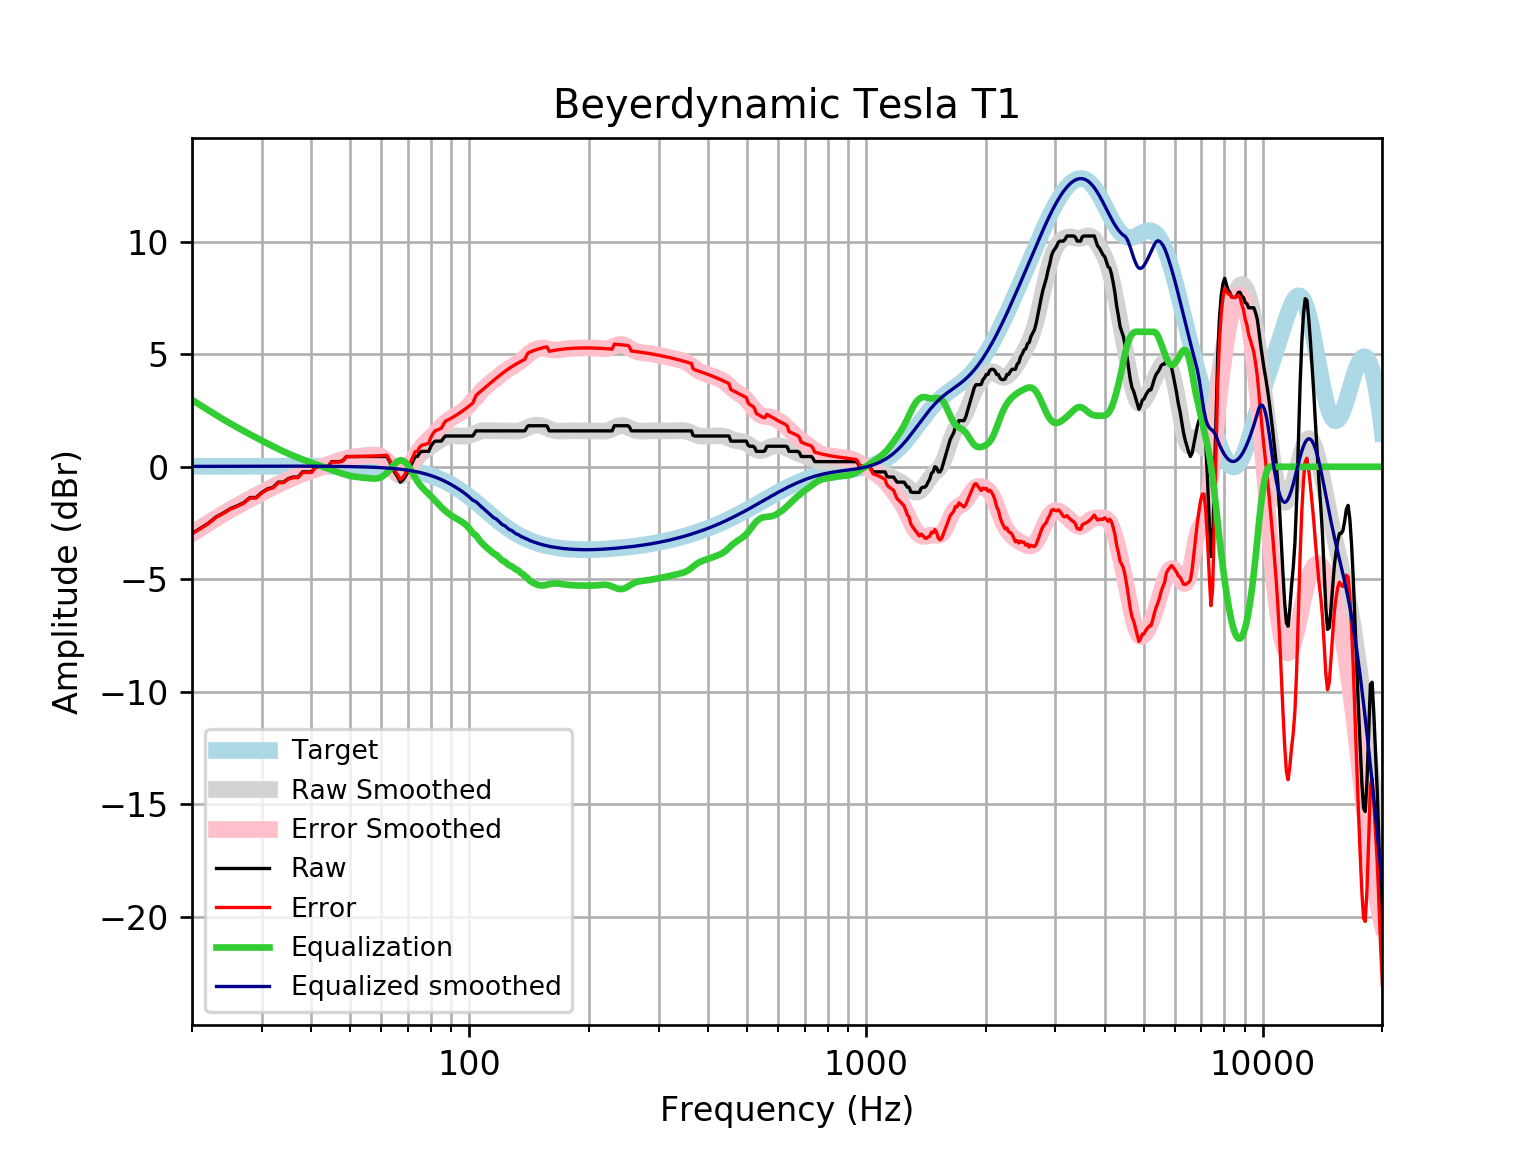 Beyerdynamic Tesla T1
Amplitude (dBr)
10
5
0
−5
−10
−15
−20
Target
Raw Smoothed
Error Smoothed
Raw
Error
Equalization
Equalized smoothed
100 1000 10000
Frequency (Hz)